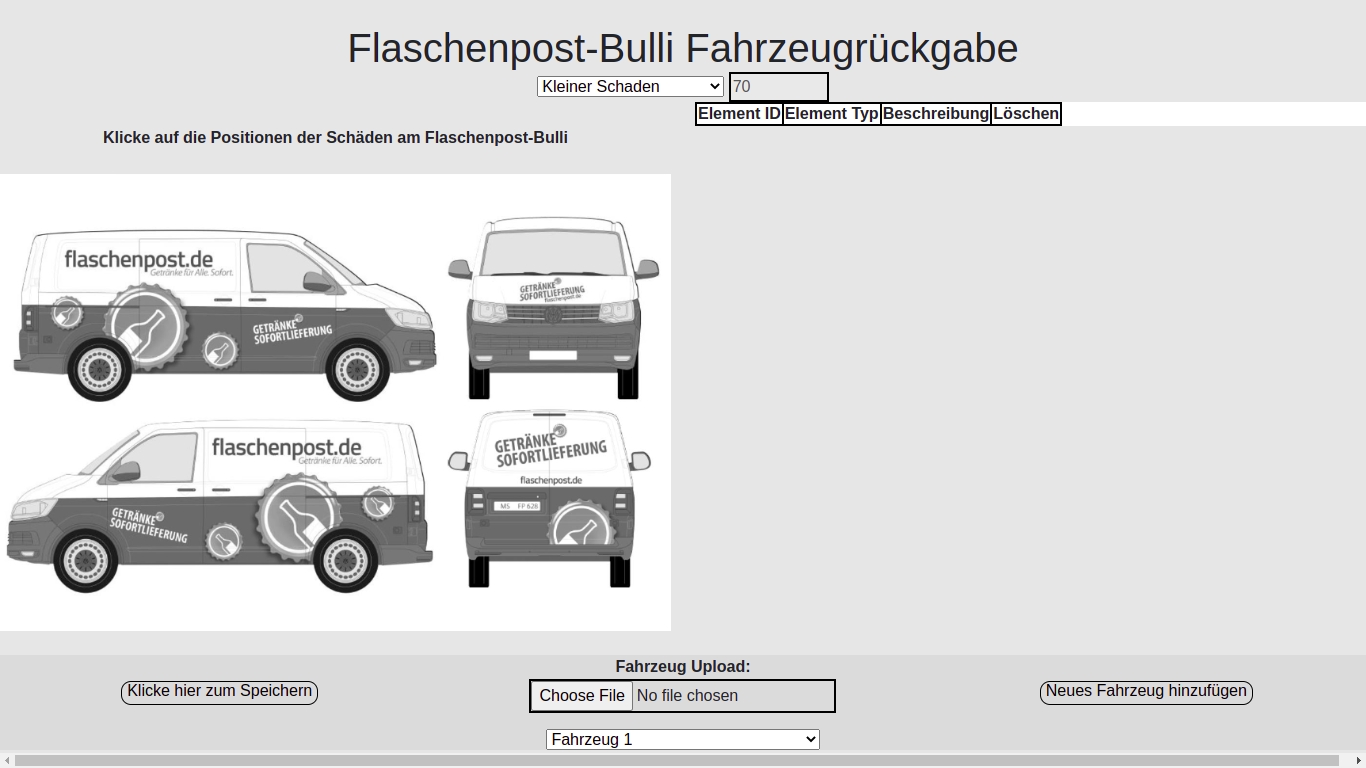 Flaschenpost-Bulli Fahrzeugrückgabe
Kleiner Schaden 70
Element ID Element Typ Beschreibung Löschen
Klicke auf die Positionen der Schäden am Flaschenpost-Bulli
flaschenpost.de
Getränke für Alle. Sofort.
GETRÄNKE
SOFORTLIEFERUNG
GETRÄNKE
SOFORTLIEFERUNG
flaschenpost.de
flaschenpost.de
Getränke für Alle. Sofort.
GETRÄNKE
SOFORTLIEFERUNG
GETRÄNKE
SOFORTLIEFERUNG
flaschenpost.de
MS FP 628
Fahrzeug Upload:
Klicke hier zum Speichern
Choose File No file chosen
Neues Fahrzeug hinzufügen
Fahrzeug 1